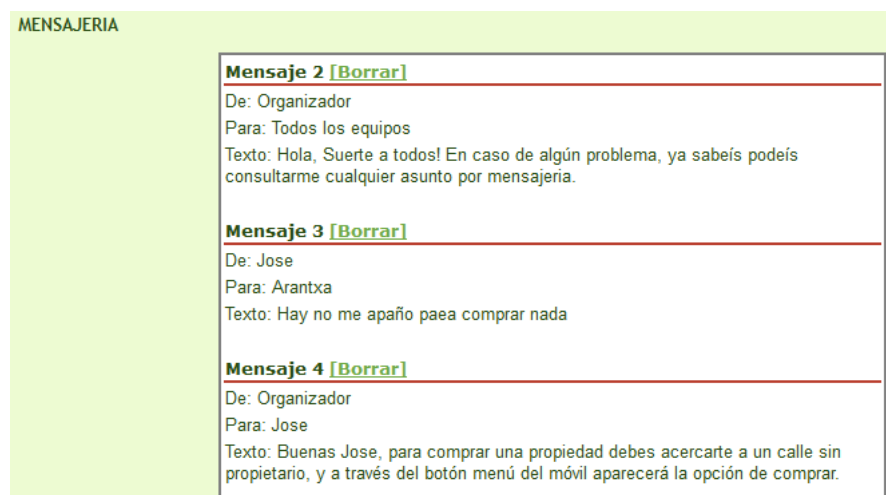 MENSAJERIA
Mensaje 2 [Borrar]
De: Organizador
Para: Todos los equipos
Texto: Hola, Suerte a todos! En caso de algún problema, ya sabeís podeís
consultarme cualquier asunto por mensajeria.
Mensaje 3 [Borrar]
De: Jose
Para: Arantxa
Texto: Hay no me apaño paea comprar nada
Mensaje 4 [Borrar]
De: Organizador
Para: Jose
Texto: Buenas Jose, para comprar una propiedad debes acercarte a un calle sin
propietario, y a través del botón menú del móvil aparecerá la opción de comprar.